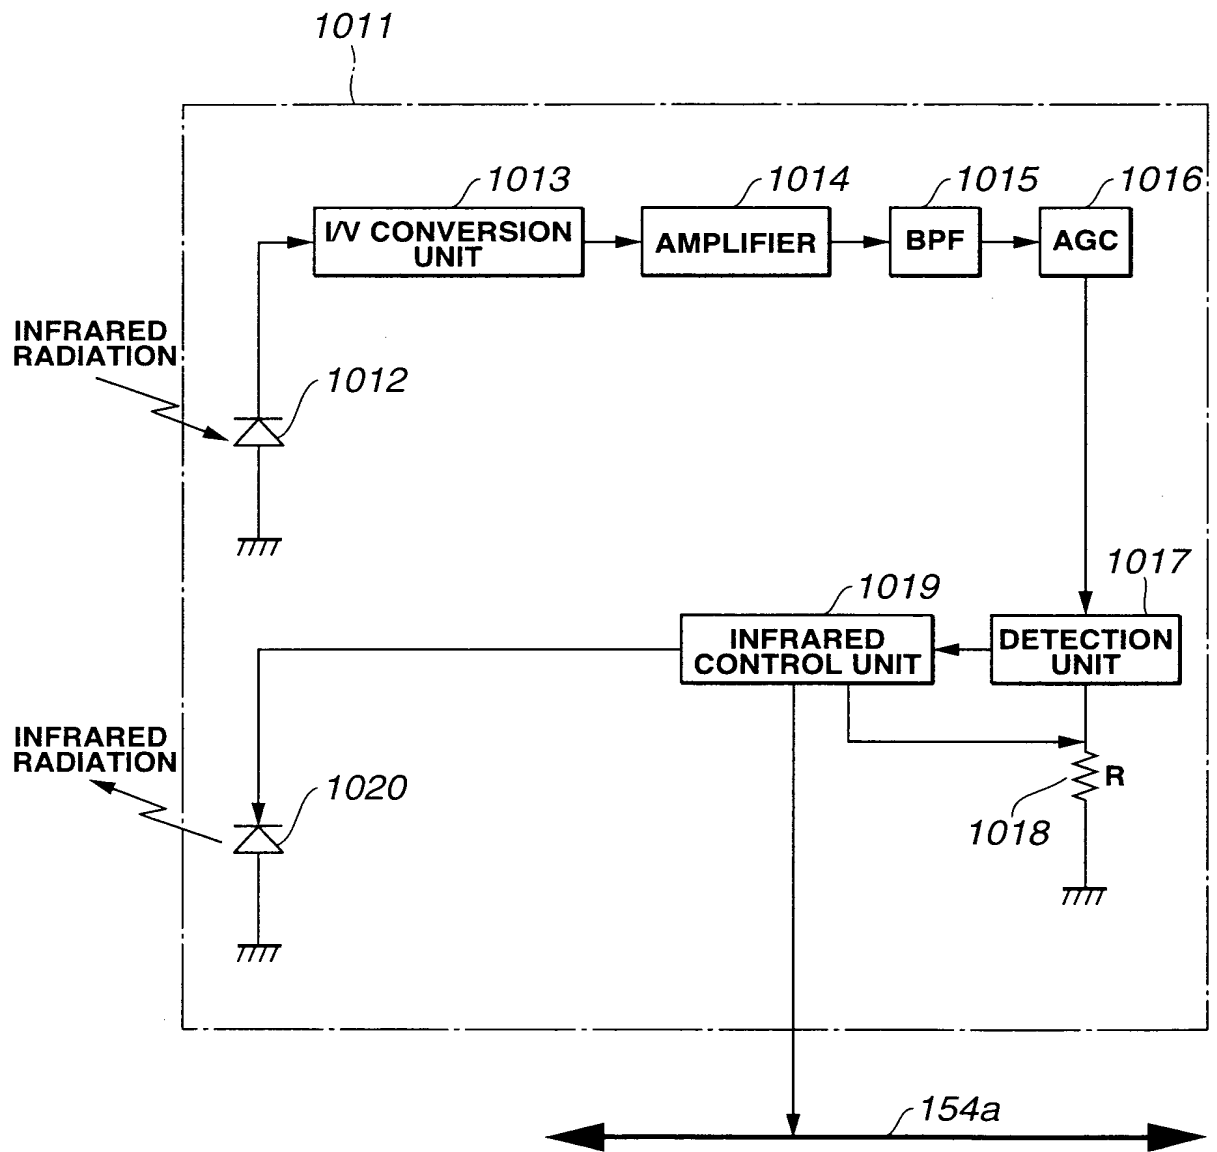 1011
1013
1014
1015
1016
I/V CONVERSION
UNIT
AMPLIFIER
BPF
AGC
INFRARED
RADIATION
1012
1017
1019
INFRARED
CONTROL UNIT
DETECTION
UNIT
INFRARED
RADIATION
1020
R
1018
154a